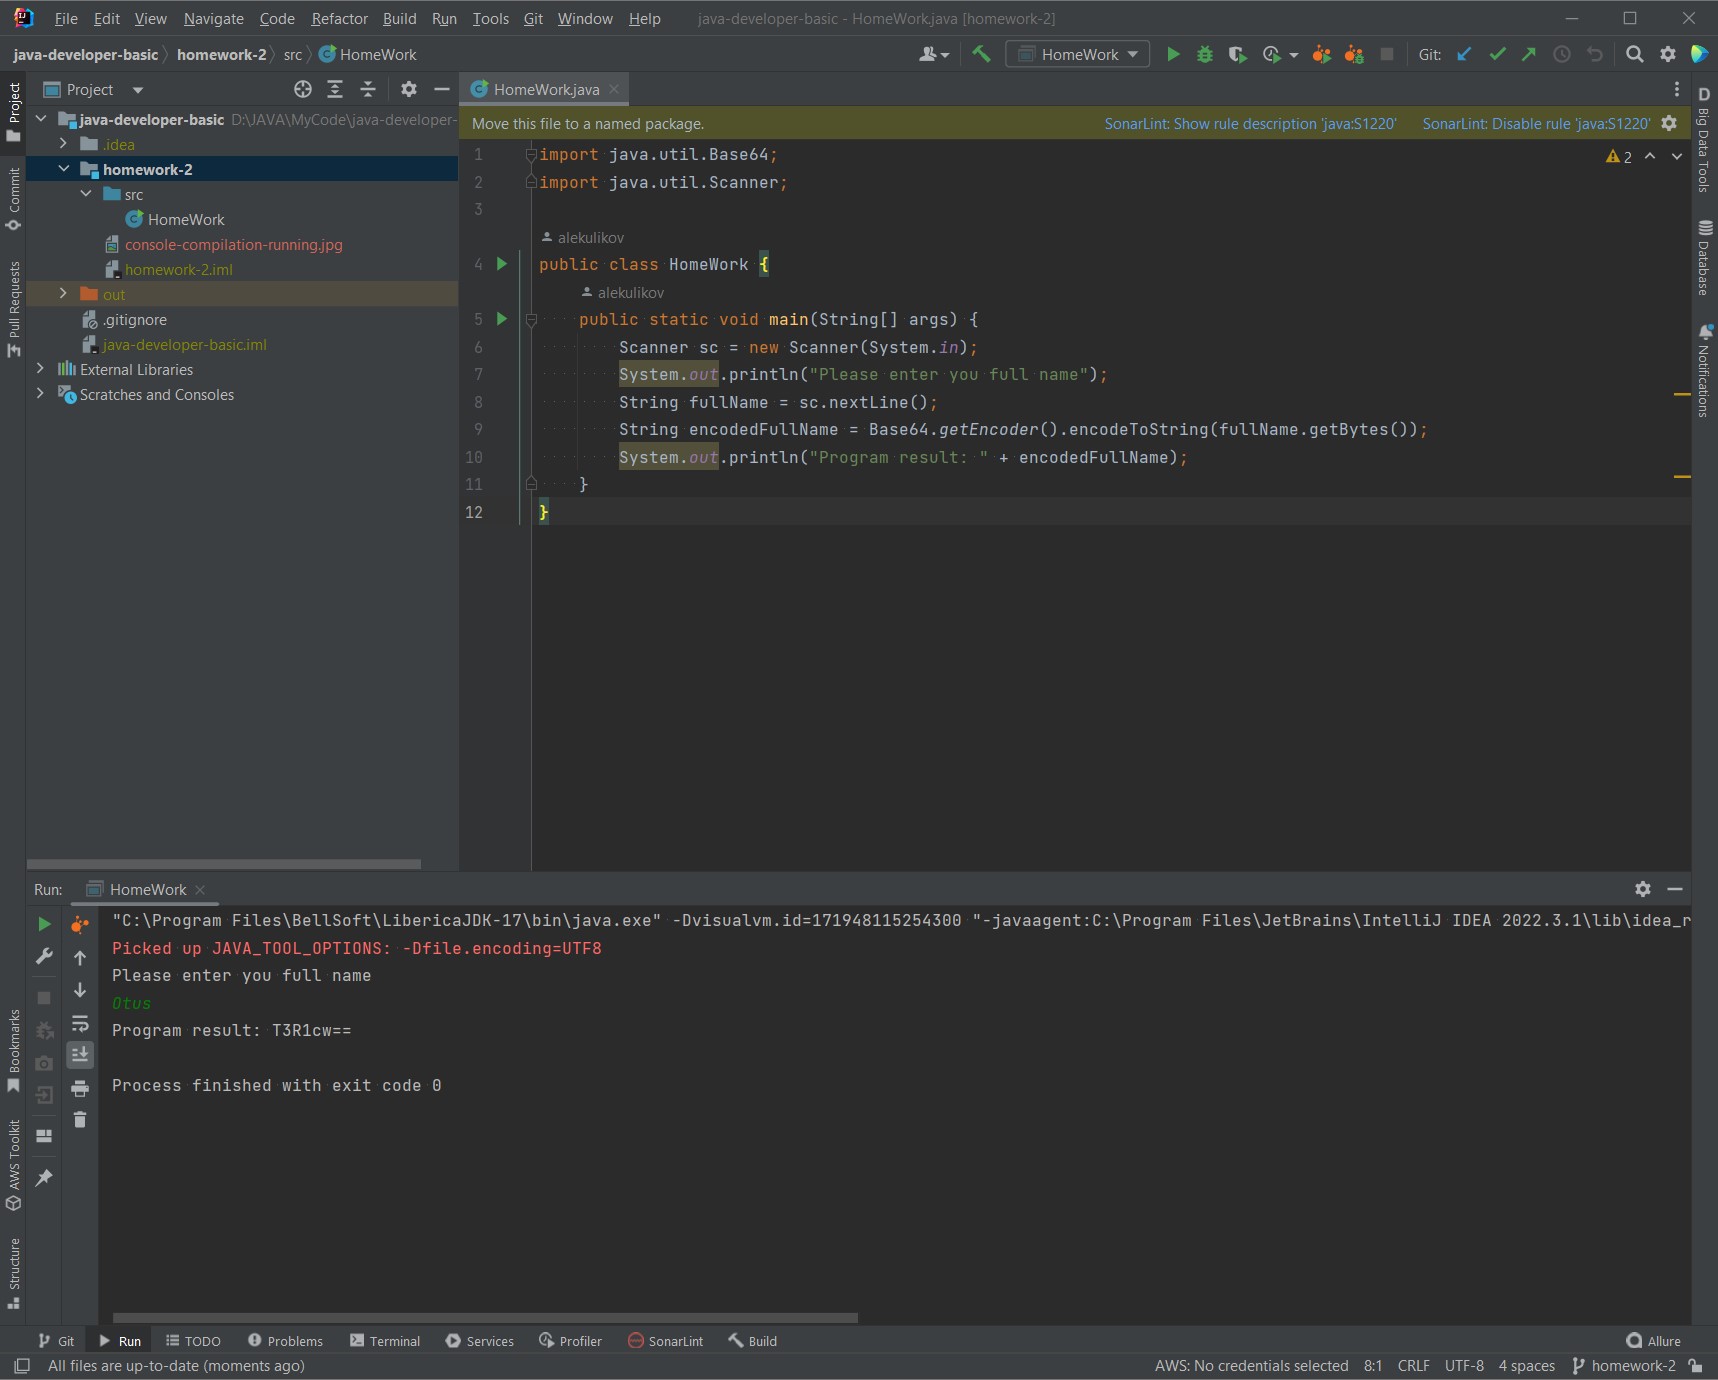 File Edit View Navigate Code Refactor Build Run Tools Git Window Help java-developer-basic - HomeWork.java [homework-2]
java-developer-basic homework-2 src HomeWork HomeWork Git:
Project HomeWork.java
java-developer-basic D:\JAVA\MyCode\java-developer-
.idea
homework-2
src
HomeWork
console-compilation-running.jpg
homework-2.iml
out
.gitignore
java-developer-basic.iml
External Libraries
Scratches and Consoles
Move this file to a named package. SonarLint: Show rule description 'java:S1220' SonarLint: Disable rule 'java:S1220'
1 import java.util.Base64; 2
2 import java.util.Scanner;
3
alekulikov
4 public class HomeWork {
alekulikov
5 public static void main(String[] args) {
6 Scanner sc = new Scanner(System.in);
7 System.out.println("Please enter you full name");
8 String fullName = sc.nextLine();
9 String encodedFullName = Base64.getEncoder().encodeToString(fullName.getBytes());
10 System.out.println("Program result: " + encodedFullName);
11 }
12 }
Project
Commit
Pull Requests
Bookmarks
AWS Toolkit
Structure
D
Big Data Tools
Database
Notifications
Run: HomeWork
"C:\Program Files\BellSoft\LibericaJDK-17\bin\java.exe" -Dvisualvm.id=171948115254300 "-javaagent:C:\Program Files\JetBrains\IntelliJ IDEA 2022.3.1\lib\idea_r
Picked up JAVA_TOOL_OPTIONS: -Dfile.encoding=UTF8
Please enter you full name
Otus
Program result: T3R1cw==
Process finished with exit code 0
Git Run TODO Problems Terminal Services Profiler SonarLint Build Allure
All files are up-to-date (moments ago) AWS: No credentials selected 8:1 CRLF UTF-8 4 spaces homework-2